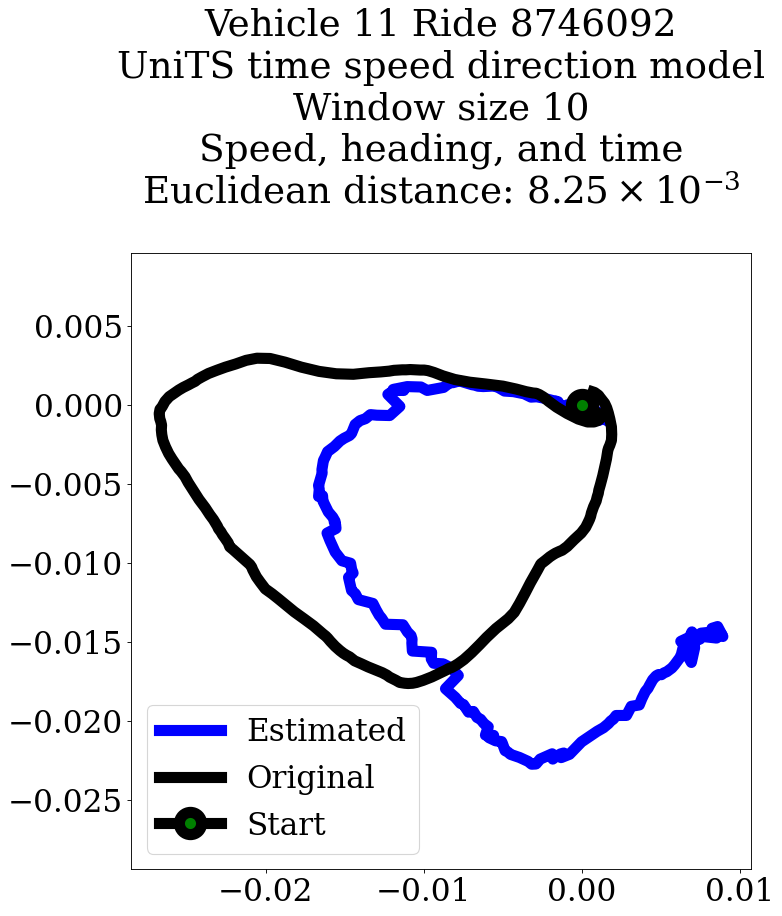 Vehicle 11 Ride 8746092
UniTS time speed direction model
Window size 10
Speed, heading, and time
Euclidean distance: 8.25 × 10⁻³
0.005
0.000
−0.005
−0.010
−0.015
−0.020
−0.025
Estimated
Original
Start
−0.02 −0.01 0.00 0.01